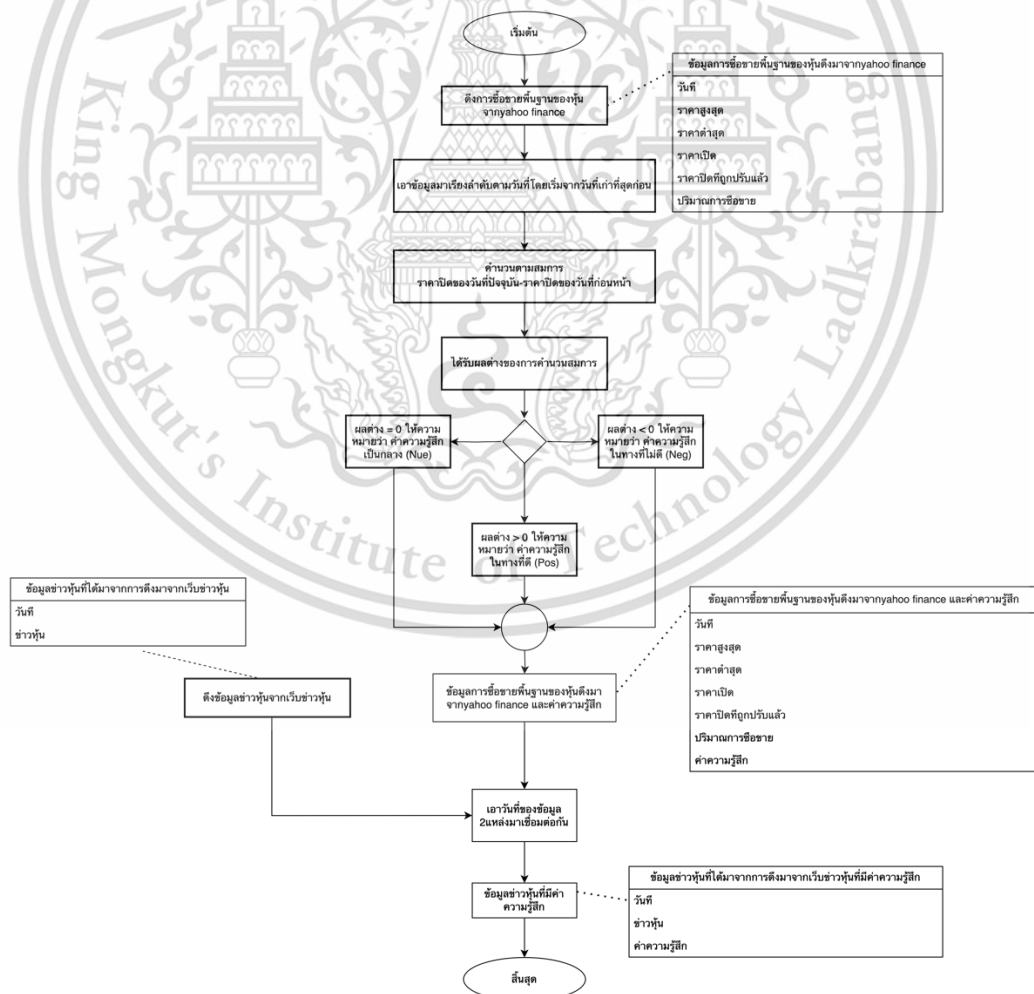 เริ่มต้น
ข้อมูลการซื้อขายพื้นฐานของหุ้นดึงมาจากyahoo finance
วันที่
ราคาสูงสุด
ราคาต่ำสุด
ราคาเปิด
ราคาปิดที่ถูกปรับแล้ว
ปริมาณการซื้อขาย
ดึงการซื้อขายพื้นฐานของหุ้น
จากyahoo finance
เอาข้อมูลมาเรียงลำดับตามวันที่โดยเริ่มจากวันที่เก่าที่สุดก่อน
คำนวนตามสมการ
ราคาปิดของวันที่ปัจจุบัน-ราคาปิดของวันที่ก่อนหน้า
ได้รับผลต่างของการคำนวนสมการ
ผลต่าง = 0 ให้ความ
หมายว่า ค่าความรู้สึก
เป็นกลาง (Nue)
ผลต่าง < 0 ให้ความ
หมายว่า ค่าความรู้สึก
ในทางที่ไม่ดี (Neg)
ผลต่าง > 0 ให้ความ
หมายว่า ค่าความรู้สึก
ในทางที่ดี (Pos)
King Mongkut's Institute of Technology Ladkrabang
ข้อมูลข่าวหุ้นที่ได้มาจากการดึงมาจากเว็บข่าวหุ้น
วันที่
ข่าวหุ้น
ข้อมูลการซื้อขายพื้นฐานของหุ้นดึงมาจากyahoo finance และค่าความรู้สึก
วันที่
ราคาสูงสุด
ราคาต่ำสุด
ราคาเปิด
ราคาปิดที่ถูกปรับแล้ว
ปริมาณการซื้อขาย
ค่าความรู้สึก
ดึงข้อมูลข่าวหุ้นจากเว็บข่าวหุ้น
ข้อมูลการซื้อขายพื้นฐานของหุ้นดึงมา
จากyahoo finance และค่าความรู้สึก
เอาวันที่ของข้อมูล
2แหล่งมาเชื่อมต่อกัน
ข้อมูลข่าวหุ้นที่มีค่า
ความรู้สึก
ข้อมูลข่าวหุ้นที่ได้มาจากการดึงมาจากเว็บข่าวหุ้นที่มีค่าความรู้สึก
วันที่
ข่าวหุ้น
ค่าความรู้สึก
สิ้นสุด